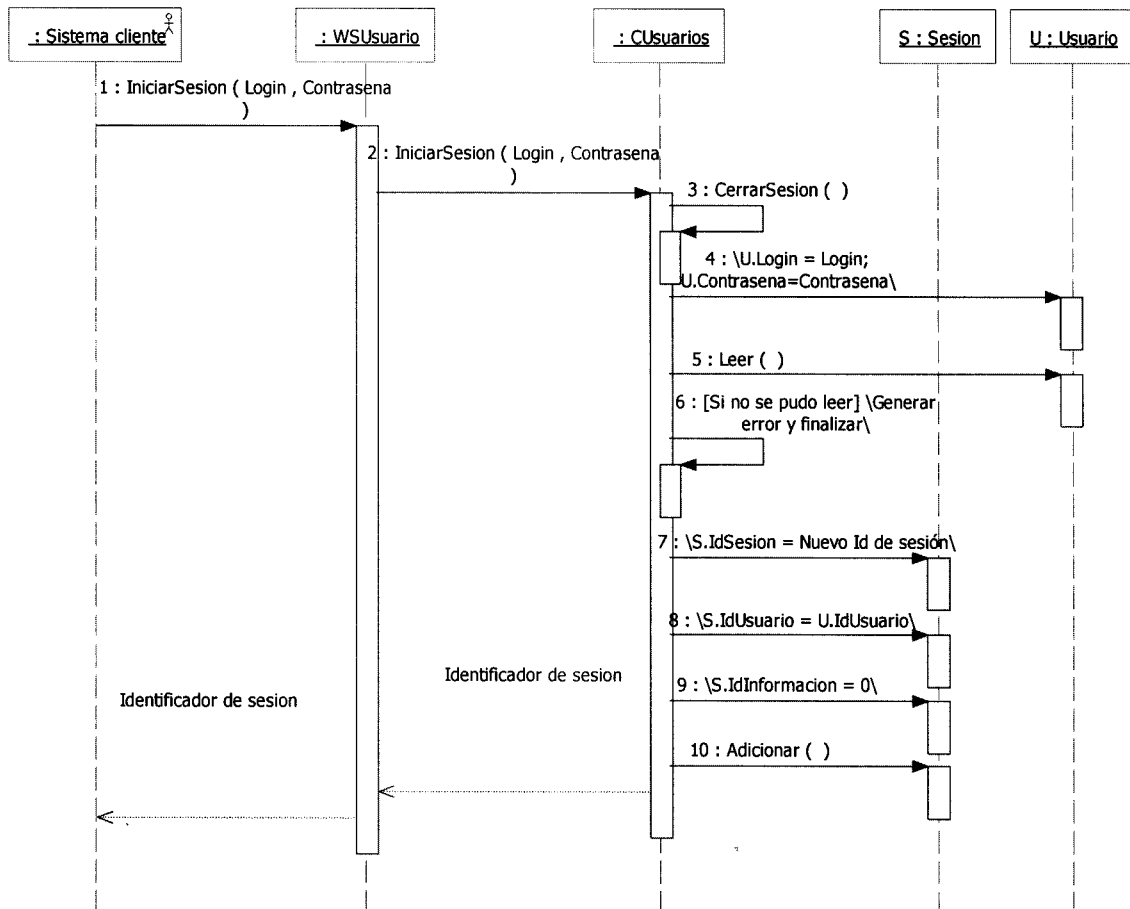 : Sistema cliente
: WSUsuario
: CUsuarios
S : Sesion
U : Usuario
1 : IniciarSesion ( Login , Contrasena
)
2 : IniciarSesion ( Login , Contrasena
)
3 : CerrarSesion ( )
4 : \U.Login = Login;
U.Contrasena=Contrasena\
5 : Leer ( )
6 : [Si no se pudo leer] \Generar
error y finalizar\
7 : \S.IdSesion = Nuevo Id de sesión\
8 : \S.IdUsuario = U.IdUsuario\
Identificador de sesion
9 : \S.IdInformacion = 0\
Identificador de sesion
10 : Adicionar ( )